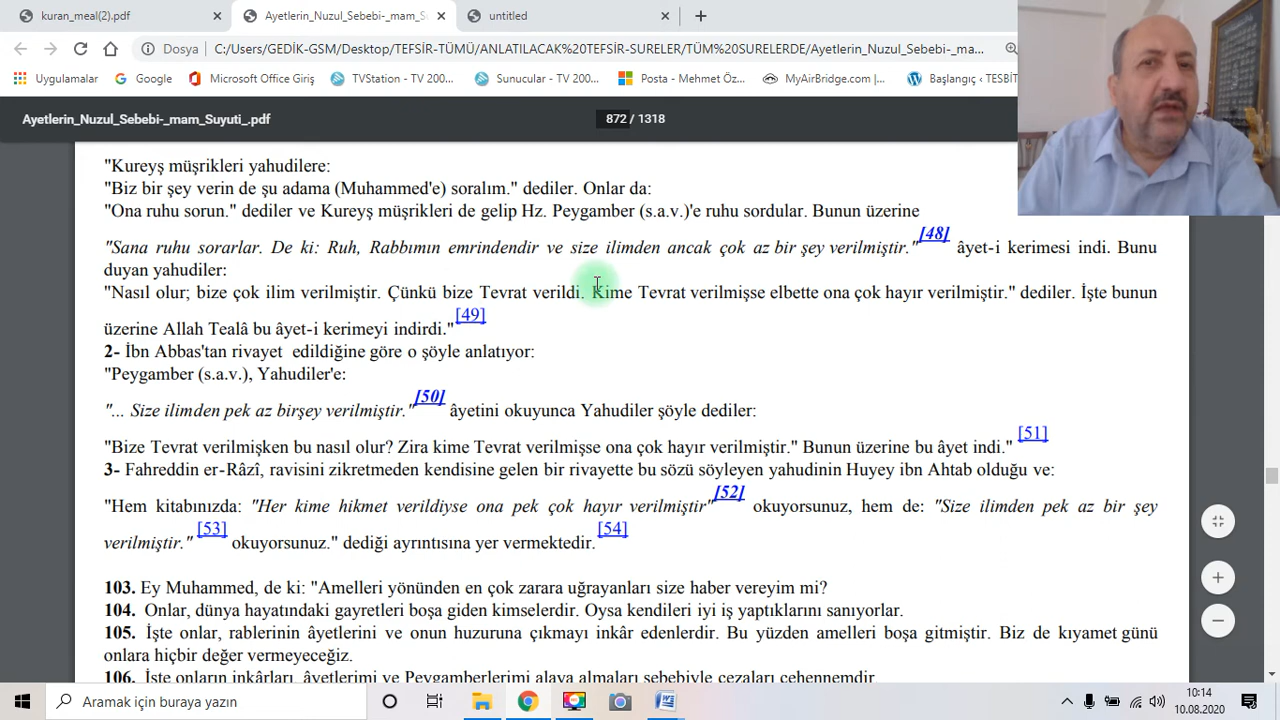 kuran_meal(2).pdf
Ayetlerin_Nuzul_Sebebi-_mam_S
untitled
Dosya
C:/Users/GEDİK-GSM/Desktop/TEFSİR-TÜMÜ/ANLATILACAK%20TEFSİR-SURELER/TÜM%20SURELERDE/Ayetlerin_Nuzul_Sebebi-_ma...
Uygulamalar
Google
Microsoft Office Giriş
TVStation - TV 200...
Sunucular - TV 200...
Posta - Mehmet Öz...
MyAirBridge.com |...
Başlangıç ← TESBİT
Ayetlerin_Nuzul_Sebebi-_mam_Suyuti_.pdf
872 / 1318
"Kureyş müşrikleri yahudilere:
"Biz bir şey verin de şu adama (Muhammed'e) soralım." dediler. Onlar da:
"Ona ruhu sorun." dediler ve Kureyş müşrikleri de gelip Hz. Peygamber (s.a.v.)'e ruhu sordular. Bunun üzerine
"Sana ruhu sorarlar. De ki: Ruh, Rabbımın emrindendir ve size ilimden ancak çok az bir şey verilmiştir."[48] âyet-i kerimesi indi. Bunu
duyan yahudiler:
"Nasıl olur; bize çok ilim verilmiştir. Çünkü bize Tevrat verildi. Kime Tevrat verilmişse elbette ona çok hayır verilmiştir." dediler. İşte bunun
üzerine Allah Tealâ bu âyet-i kerimeyi indirdi."[49]
2- İbn Abbas'tan rivayet edildiğine göre o şöyle anlatıyor:
"Peygamber (s.a.v.), Yahudiler'e:
"... Size ilimden pek az birşey verilmiştir."[50] âyetini okuyunca Yahudiler şöyle dediler:
"Bize Tevrat verilmişken bu nasıl olur? Zira kime Tevrat verilmişse ona çok hayır verilmiştir." Bunun üzerine bu âyet indi."[51]
3- Fahreddin er-Râzî, ravisini zikretmeden kendisine gelen bir rivayette bu sözü söyleyen yahudinin Huyey ibn Ahtab olduğu ve:
"Hem kitabınızda: "Her kime hikmet verildiyse ona pek çok hayır verilmiştir"[52] okuyorsunuz, hem de: "Size ilimden pek az bir şey
verilmiştir."[53] okuyorsunuz." dediği ayrıntısına yer vermektedir.[54]
103. Ey Muhammed, de ki: "Amelleri yönünden en çok zarara uğrayanları size haber vereyim mi?
104. Onlar, dünya hayatındaki gayretleri boşa giden kimselerdir. Oysa kendileri iyi iş yaptıklarını sanıyorlar.
105. İşte onlar, rablerinin âyetlerini ve onun huzuruna çıkmayı inkâr edenlerdir. Bu yüzden amelleri boşa gitmiştir. Biz de kıyamet günü
onlara hiçbir değer vermeyeceğiz.
106. İşte onların inkârları, âyetlerimi ve Peygamberlerimi alaya almaları sebebiyle cezaları cehennemdir.
Aramak için buraya yazın
10:14
10.08.2020